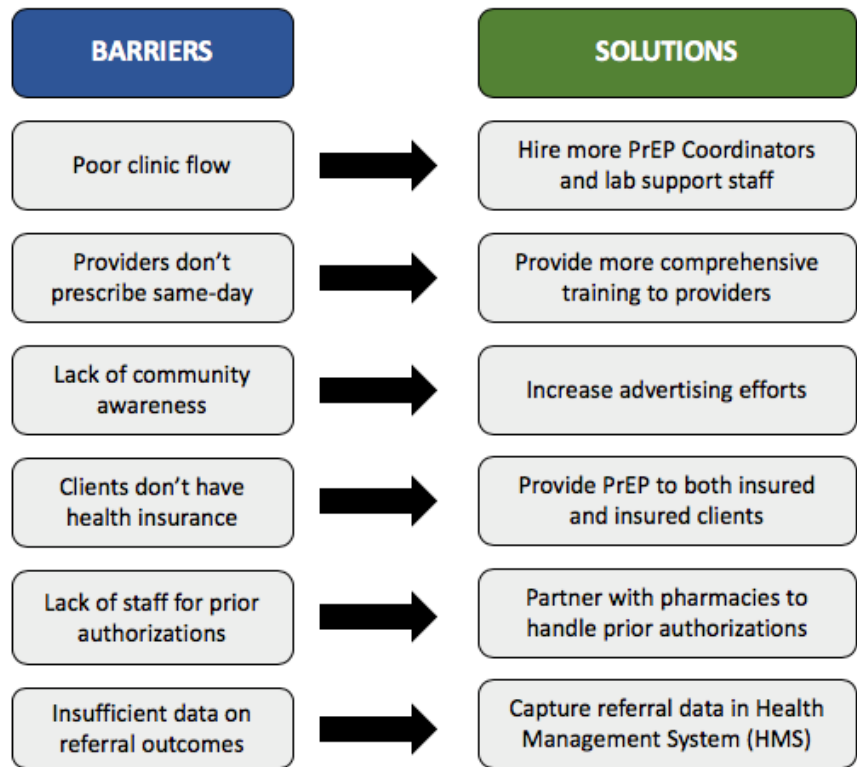 BARRIERS
SOLUTIONS
Poor clinic flow
Hire more PrEP Coordinators
and lab support staff
Providers don’t
prescribe same-day
Provide more comprehensive
training to providers
Lack of community
awareness
Increase advertising efforts
Clients don’t have
health insurance
Provide PrEP to both insured
and insured clients
Lack of staff for prior
authorizations
Partner with pharmacies to
handle prior authorizations
Insufficient data on
referral outcomes
Capture referral data in Health
Management System (HMS)